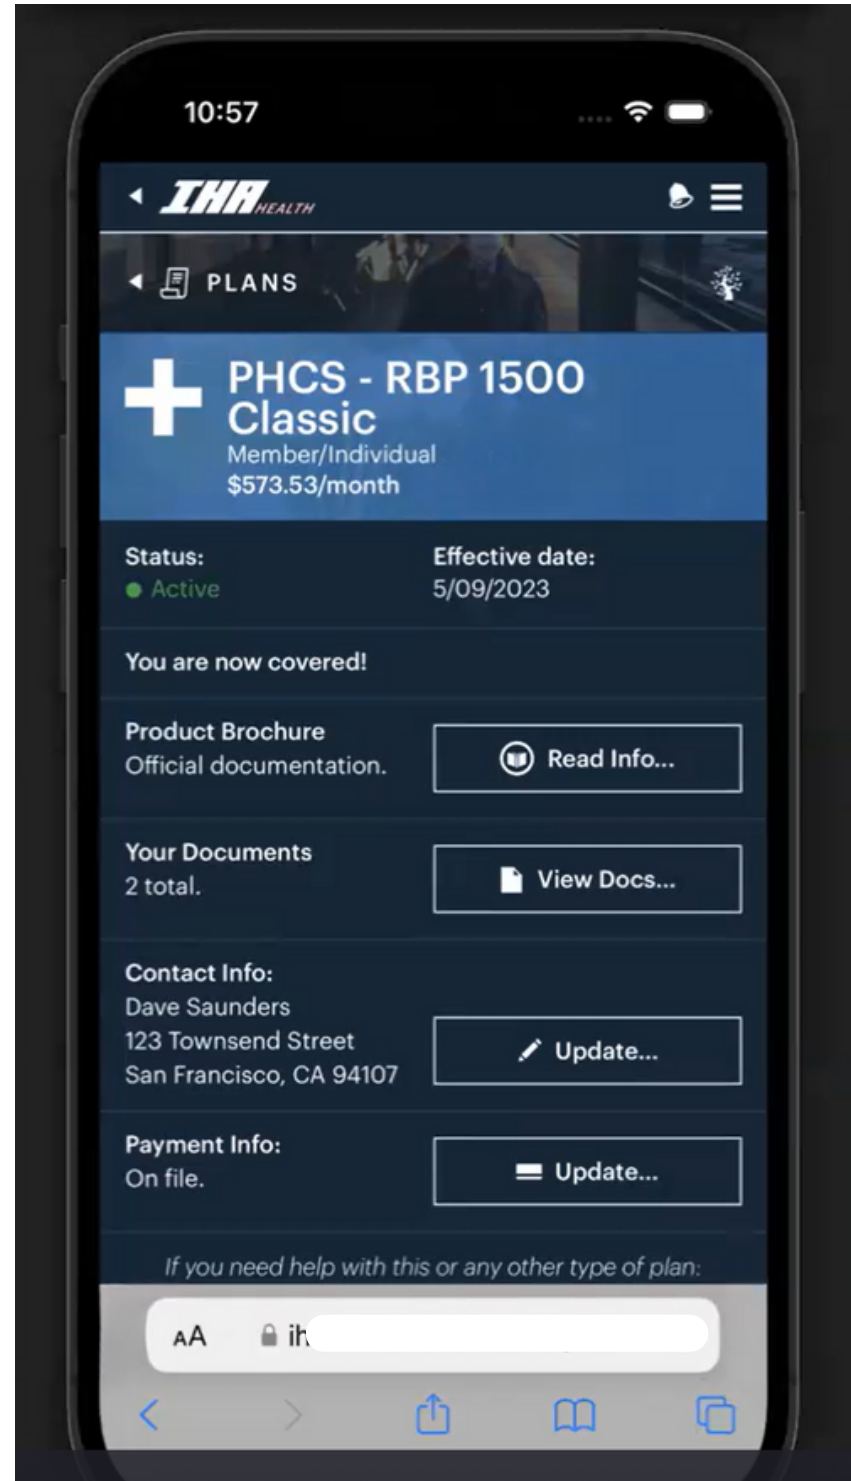 10:57
IHA HEALTH
PLANS
PHCS - RBP 1500
Classic
Member/Individual
$573.53/month
Status:
Active
Effective date:
5/09/2023
You are now covered!
Product Brochure
Official documentation.
Read Info...
Your Documents
2 total.
View Docs...
Contact Info:
Dave Saunders
123 Townsend Street
San Francisco, CA 94107
Update...
Payment Info:
On file.
Update...
If you need help with this or any other type of plan:
AA
ih